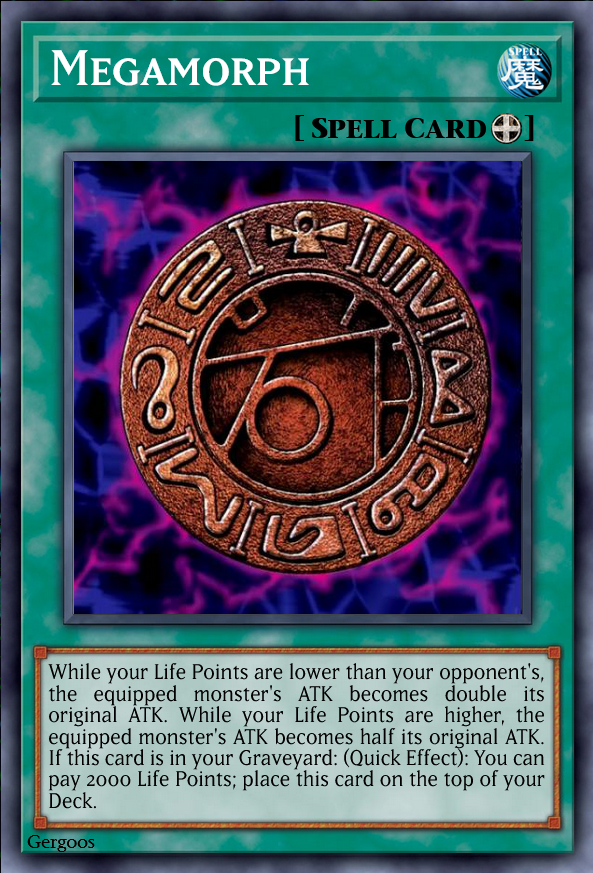 Megamorph
SPELL
魔
[ Spell Card ]
While your Life Points are lower than your opponent's,
the equipped monster's ATK becomes double its
original ATK. While your Life Points are higher, the
equipped monster's ATK becomes half its original ATK.
If this card is in your Graveyard: (Quick Effect): You can
pay 2000 Life Points; place this card on the top of your
Deck.
Gergoos